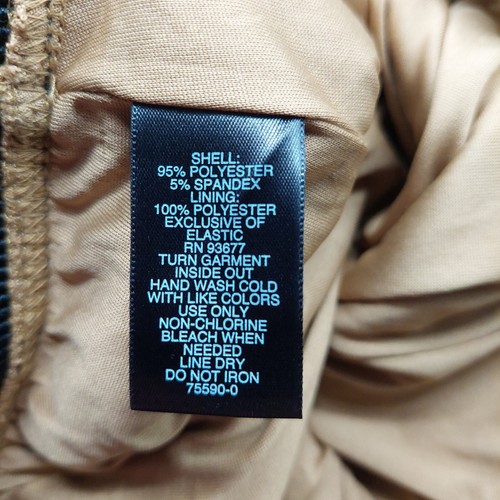 SHELL:
95% POLYESTER
5% SPANDEX
LINING:
100% POLYESTER
EXCLUSIVE OF
ELASTIC
RN 93677
TURN GARMENT
INSIDE OUT
HAND WASH COLD
WITH LIKE COLORS
USE ONLY
NON-CHLORINE
BLEACH WHEN
NEEDED
LINE DRY
DO NOT IRON
75590-0